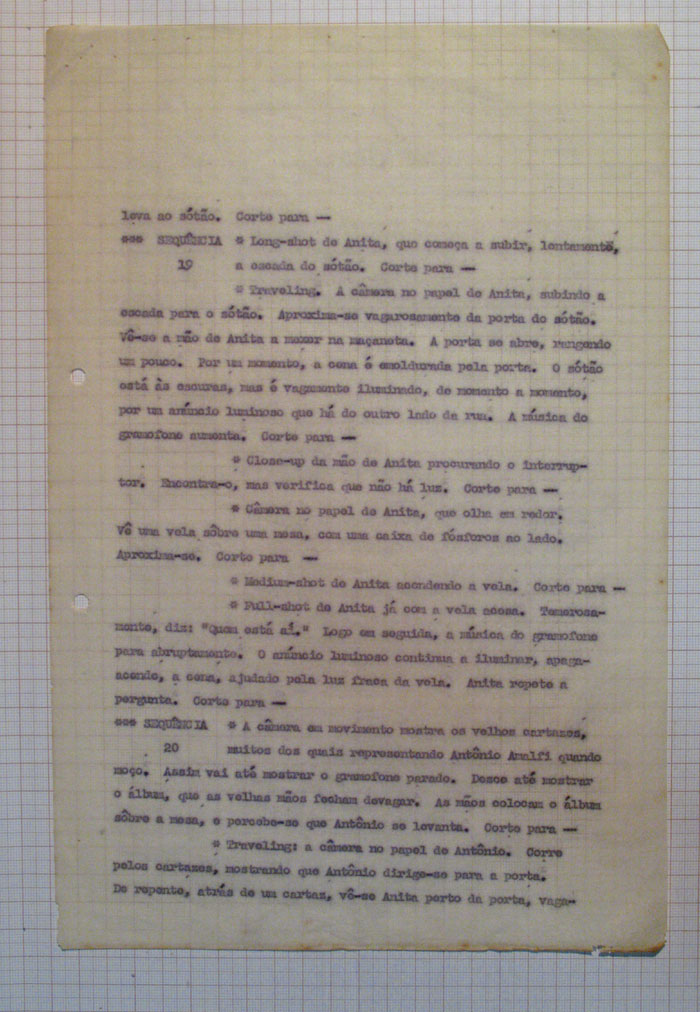 leva ao sótão. Corte para —
*** SEQUÊNCIA * Long-shot de Anita, que começa a subir, lentamente,
19 a escada do sótão. Corte para —
* Traveling. A câmera no papel de Anita, subindo a
escada para o sótão. Aproxima-se vagarosamente da porta do sótão.
Vê-se a mão de Anita a mexer na maçaneta. A porta se abre, rangendo
um pouco. Por um momento, a cena é emoldurada pela porta. O sótão
está às escuras, mas é vagamente iluminado, de momento a momento,
por um anúncio luminoso que há do outro lado da rua. A música do
gramofone aumenta. Corte para —
* Close-up da mão de Anita procurando o interrup-
tor. Encontra-o, mas verifica que não há luz. Corte para —
* Câmera no papel de Anita, que olha em redor.
Vê uma vela sôbre uma mesa, com uma caixa de fósforos ao lado.
Aproxima-se. Corte para —
* Medium-shot de Anita acendendo a vela. Corte para —
* Full-shot de Anita já com a vela acesa. Temerosa-
mente, diz: "Quem está aí." Logo em seguida, a música do gramofone
para abruptamente. O anúncio luminoso continua a iluminar, apaga-
acende, a cena, ajudado pela luz fraca da vela. Anita repete a
pergunta. Corte para —
*** SEQUÊNCIA * A câmera em movimento mostra os velhos cartazes,
20 muitos dos quais representando Antônio Amalfi quando
moço. Assim vai até mostrar o gramofone parado. Desce até mostrar
o álbum, que as velhas mãos fecham devagar. As mãos colocam o álbum
sôbre a mesa, e percebe-se que Antônio se levanta. Corte para —
* Traveling: a câmera no papel de Antônio. Corre
pelos cartazes, mostrando que Antônio dirige-se para a porta.
De repente, atrás de um cartaz, vê-se Anita perto da porta, vaga-